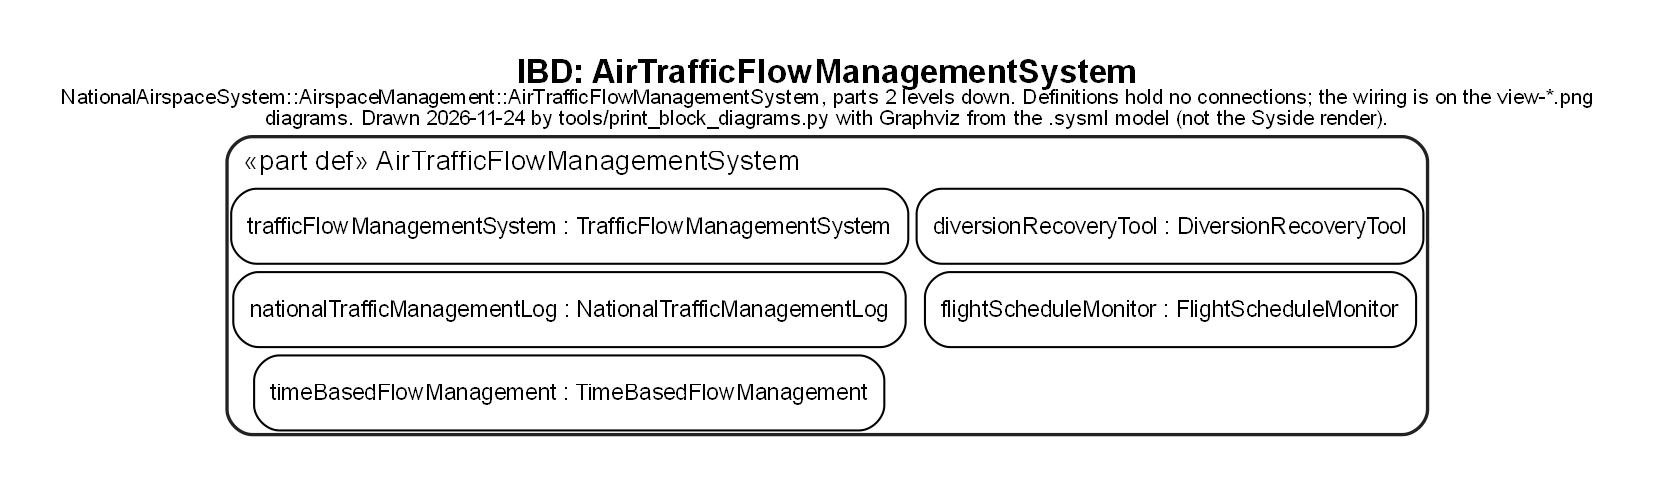 IBD: AirTrafficFlowManagementSystem
NationalAirspaceSystem::AirspaceManagement::AirTrafficFlowManagementSystem, parts 2 levels down. Definitions hold no connections; the wiring is on the view-*.png
diagrams. Drawn 2026-11-24 by tools/print_block_diagrams.py with Graphviz from the .sysml model (not the Syside render).
«part def» AirTrafficFlowManagementSystem
trafficFlowManagementSystem : TrafficFlowManagementSystem
diversionRecoveryTool : DiversionRecoveryTool
nationalTrafficManagementLog : NationalTrafficManagementLog
flightScheduleMonitor : FlightScheduleMonitor
timeBasedFlowManagement : TimeBasedFlowManagement